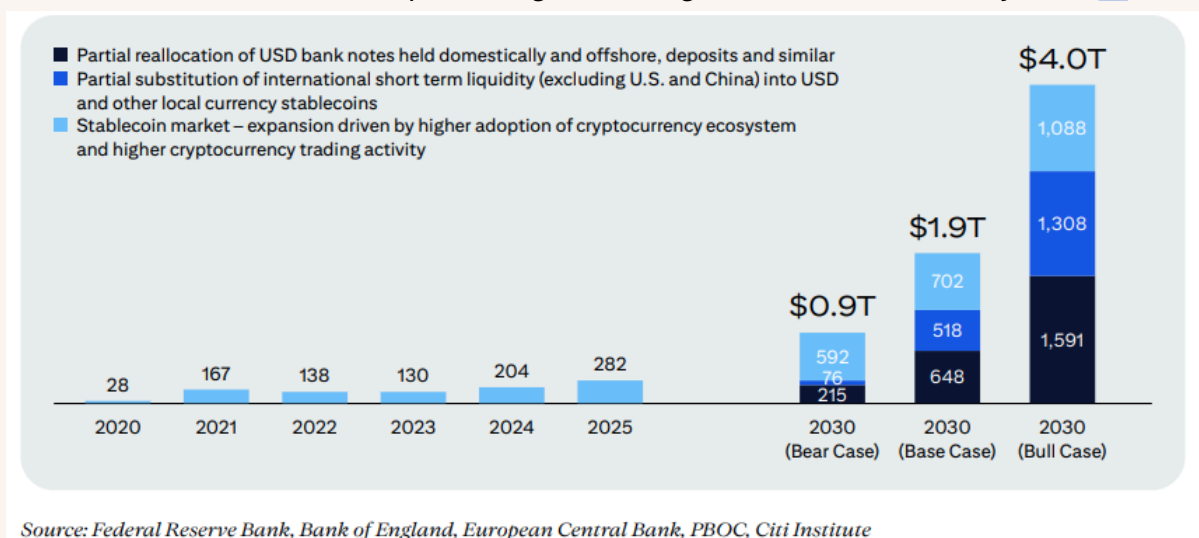 Partial reallocation of USD bank notes held domestically and offshore, deposits and similar
Partial substitution of international short term liquidity (excluding U.S. and China) into USD
and other local currency stablecoins
Stablecoin market – expansion driven by higher adoption of cryptocurrency ecosystem
and higher cryptocurrency trading activity
$4.0T
1,088
1,308
1,591
$1.9T
702
518
648
$0.9T
592
76
215
28
167
138
130
204
282
2020
2021
2022
2023
2024
2025
2030
(Bear Case)
2030
(Base Case)
2030
(Bull Case)
Source: Federal Reserve Bank, Bank of England, European Central Bank, PBOC, Citi Institute